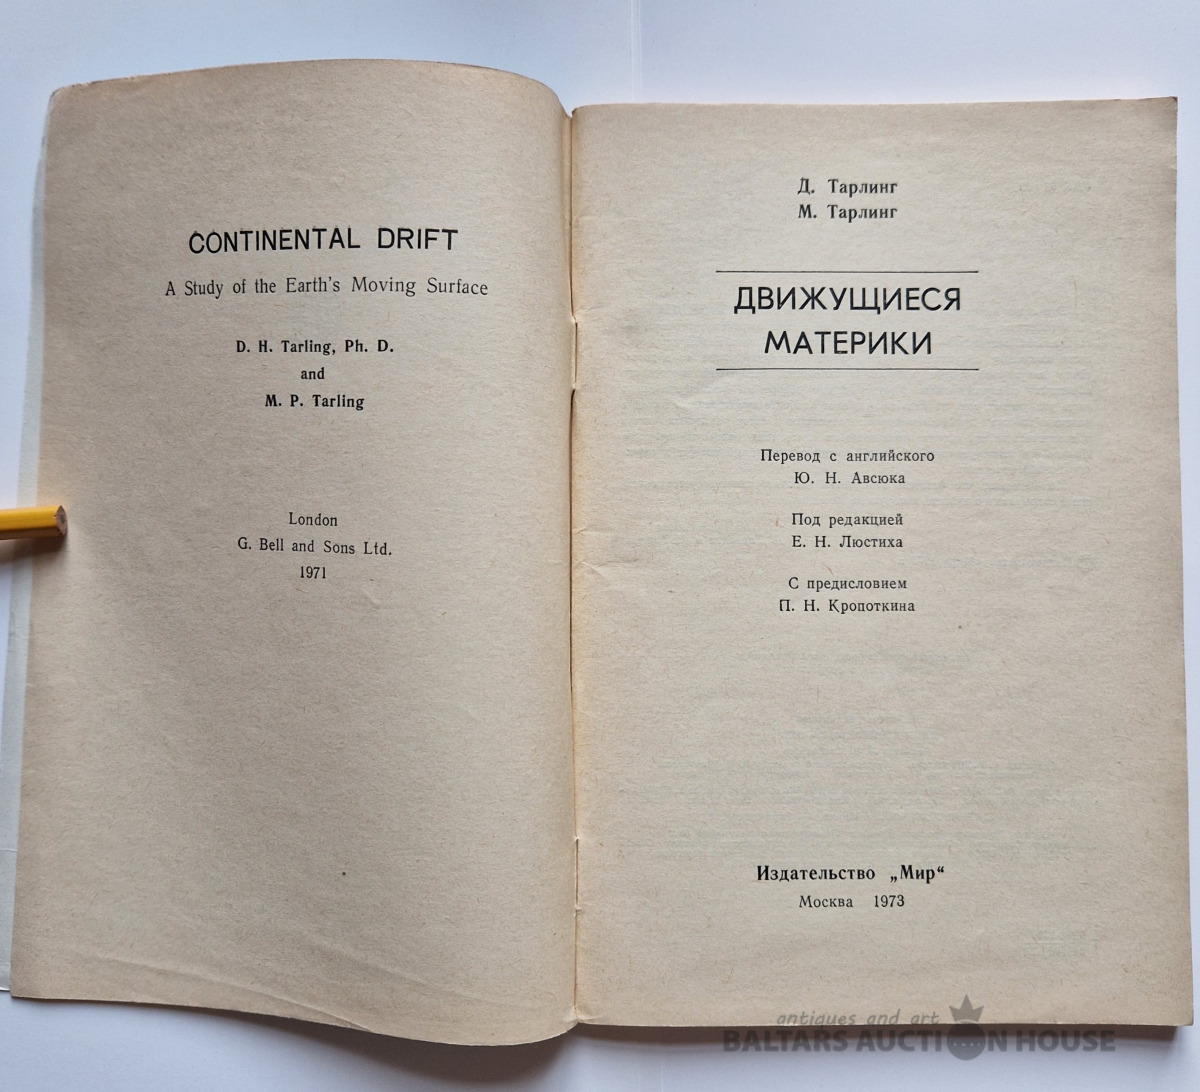 CONTINENTAL DRIFT
A Study of the Earth's Moving Surface
D. H. Tarling, Ph. D.
and
M. P. Tarling
London
G. Bell and Sons Ltd.
1971
Д. Тарлинг
М. Тарлинг
ДВИЖУЩИЕСЯ
МАТЕРИКИ
Перевод с английского
Ю. Н. Авсюка
Под редакцией
Е. Н. Люстиха
С предисловием
П. Н. Кропоткина
Издательство „Мир“
Москва 1973
antiques and art
BALTARS AUCTION HOUSE